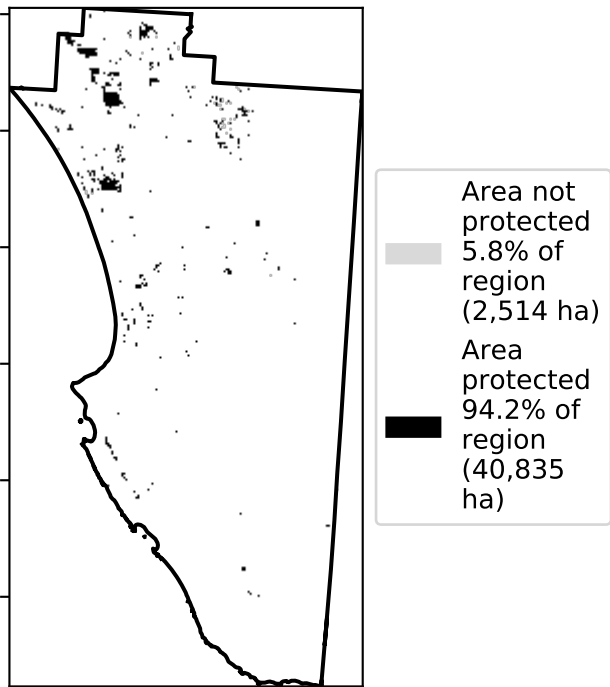 Area not
protected
5.8% of
region
(2,514 ha)
Area
protected
94.2% of
region
(40,835
ha)